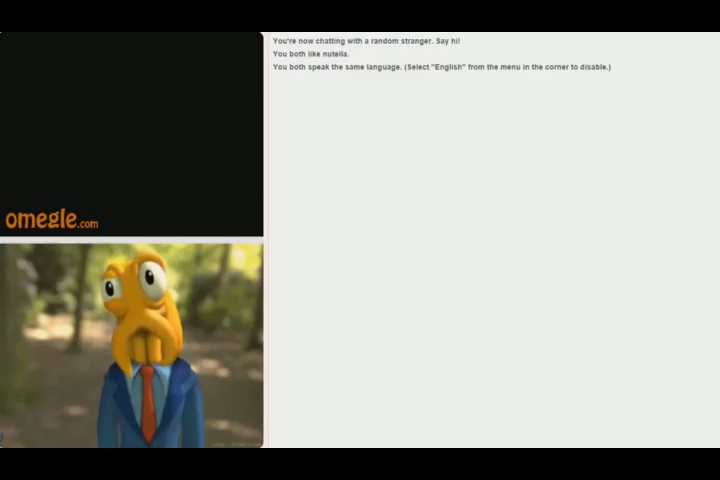 You're now chatting with a random stranger. Say hi!
You both like nutella.
You both speak the same language. (Select "English" from the menu in the corner to disable.)
omegle.com